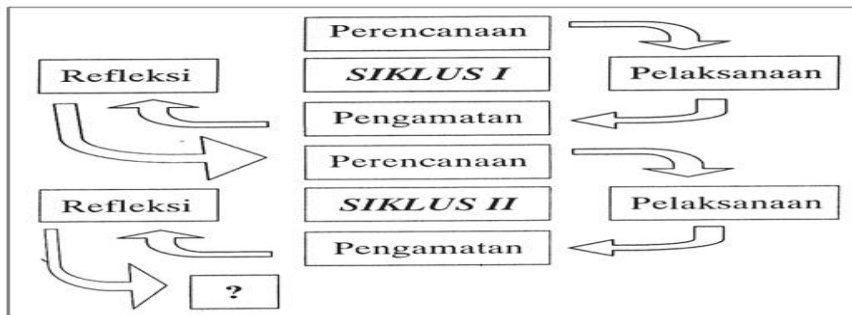 Perencanaan
Refleksi
SIKLUS I
Pelaksanaan
Pengamatan
Perencanaan
Refleksi
SIKLUS II
Pelaksanaan
Pengamatan
?